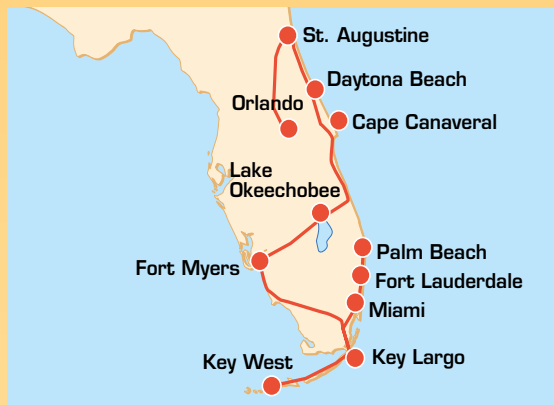 St. Augustine
Daytona Beach
Orlando
Cape Canaveral
Lake
Okeechobee
Palm Beach
Fort Myers
Fort Lauderdale
Miami
Key West
Key Largo